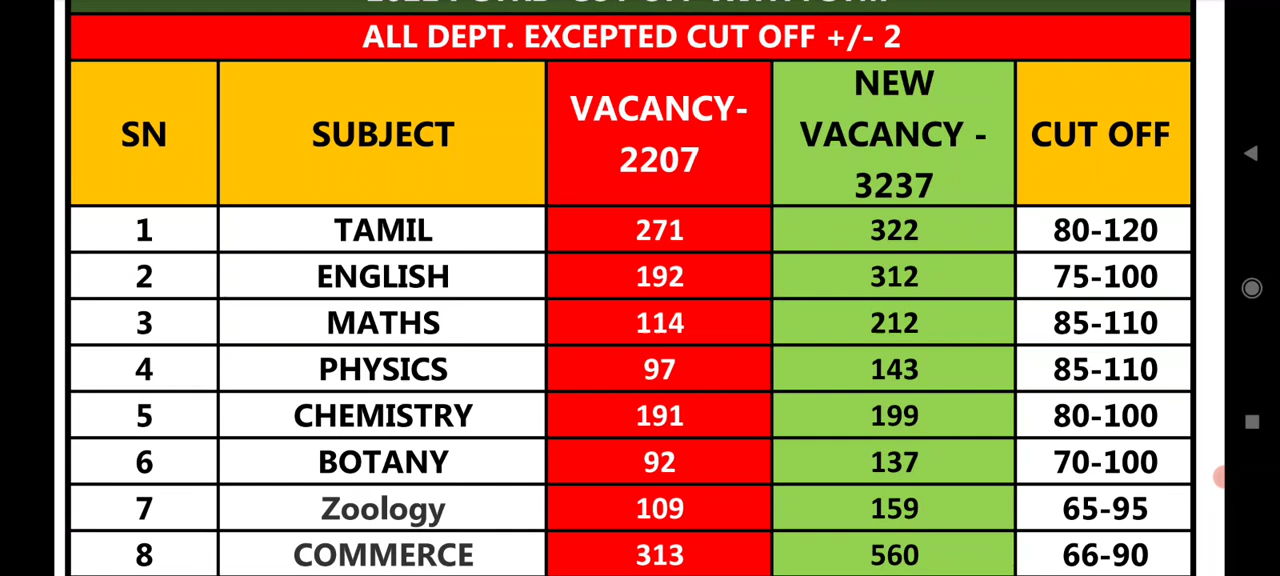 ALL DEPT. EXCEPTED CUT OFF +/- 2
SN SUBJECT VACANCY-2207 NEW VACANCY - 3237 CUT OFF
1 TAMIL 271 322 80-120
2 ENGLISH 192 312 75-100
3 MATHS 114 212 85-110
4 PHYSICS 97 143 85-110
5 CHEMISTRY 191 199 80-100
6 BOTANY 92 137 70-100
7 Zoology 109 159 65-95
8 COMMERCE 313 560 66-90